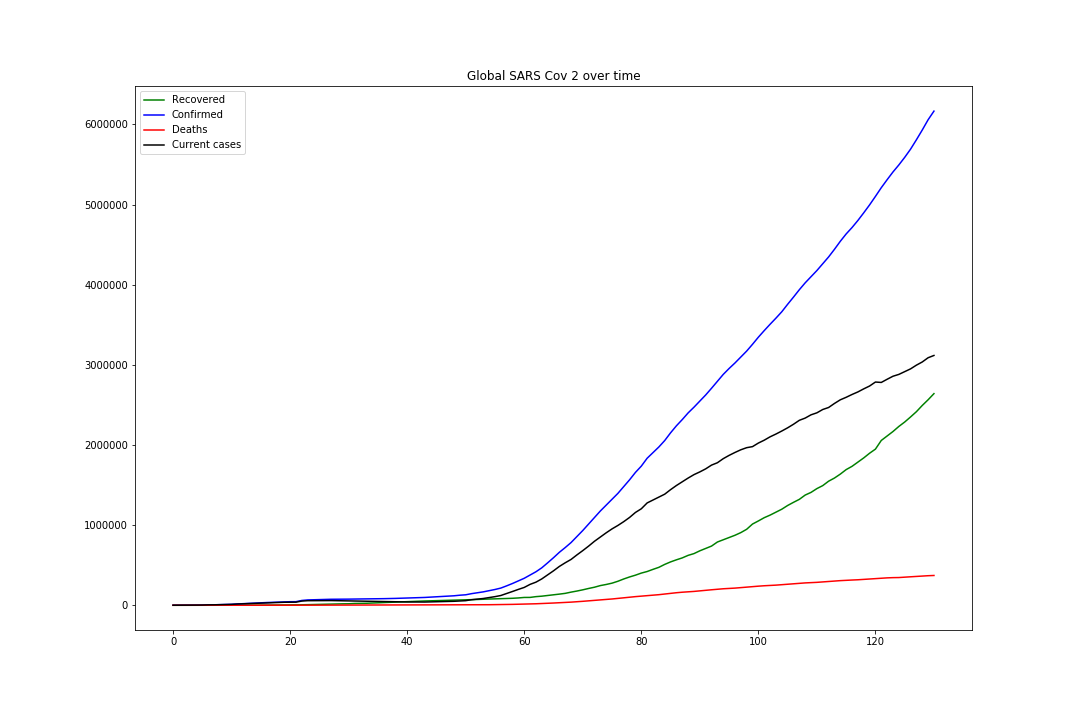 Global SARS Cov 2 over time
Recovered
Confirmed
Deaths
Current cases
6000000
5000000
4000000
3000000
2000000
1000000
0
0 20 40 60 80 100 120